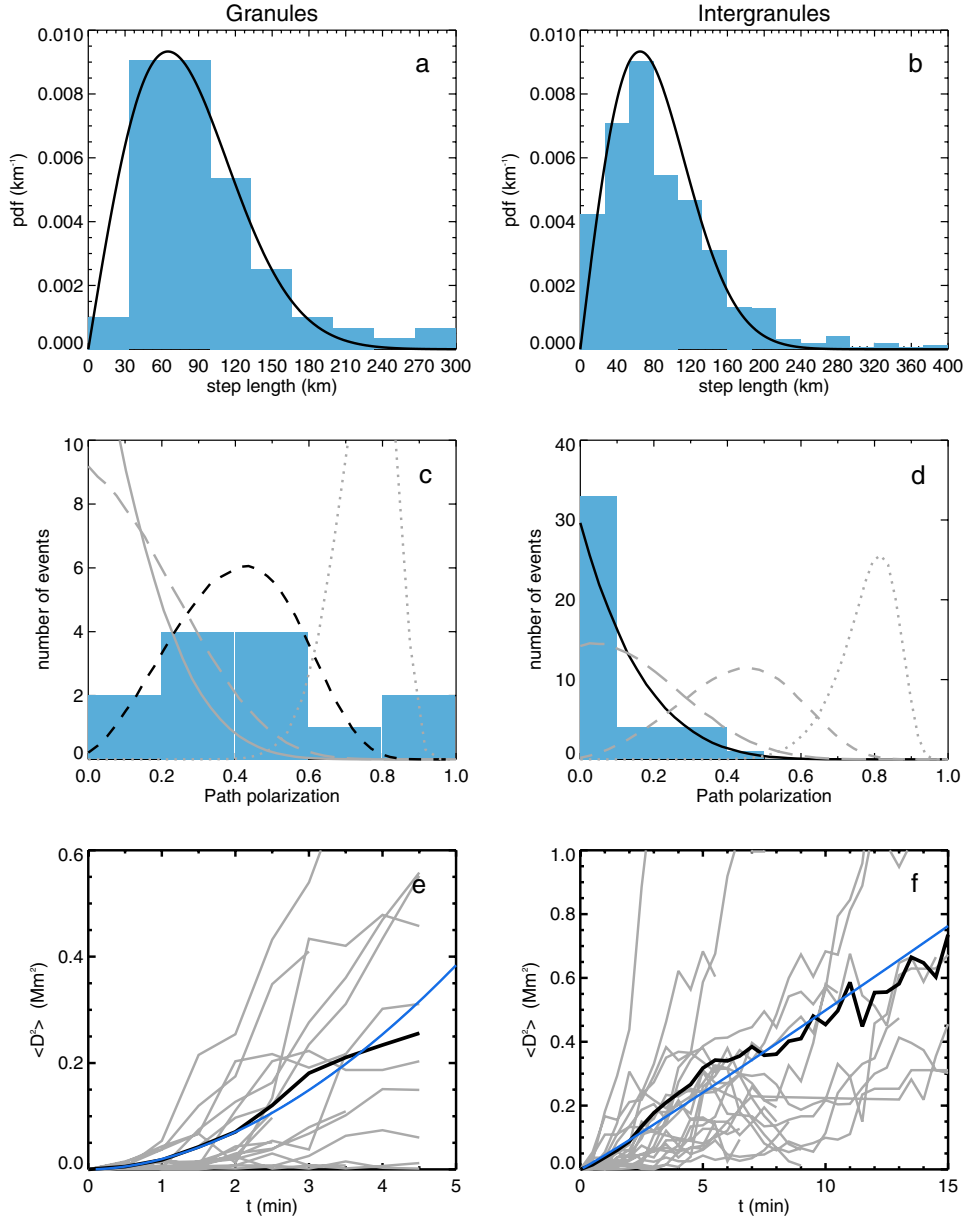 Granules
Intergranules
a
pdf (km⁻¹)
0.010
0.008
0.006
0.004
0.002
0.000
0 30 60 90 120 150 180 210 240 270 300
step length (km)
b
pdf (km⁻¹)
0.010
0.008
0.006
0.004
0.002
0.000
0 40 80 120 160 200 240 280 320 360 400
step length (km)
c
number of events
10
8
6
4
2
0
0.0 0.2 0.4 0.6 0.8 1.0
Path polarization
d
number of events
40
30
20
10
0
0.0 0.2 0.4 0.6 0.8 1.0
Path polarization
e
<D²> (Mm²)
0.6
0.4
0.2
0.0
0 1 2 3 4 5
t (min)
f
<D²> (Mm²)
1.0
0.8
0.6
0.4
0.2
0.0
0 5 10 15
t (min)